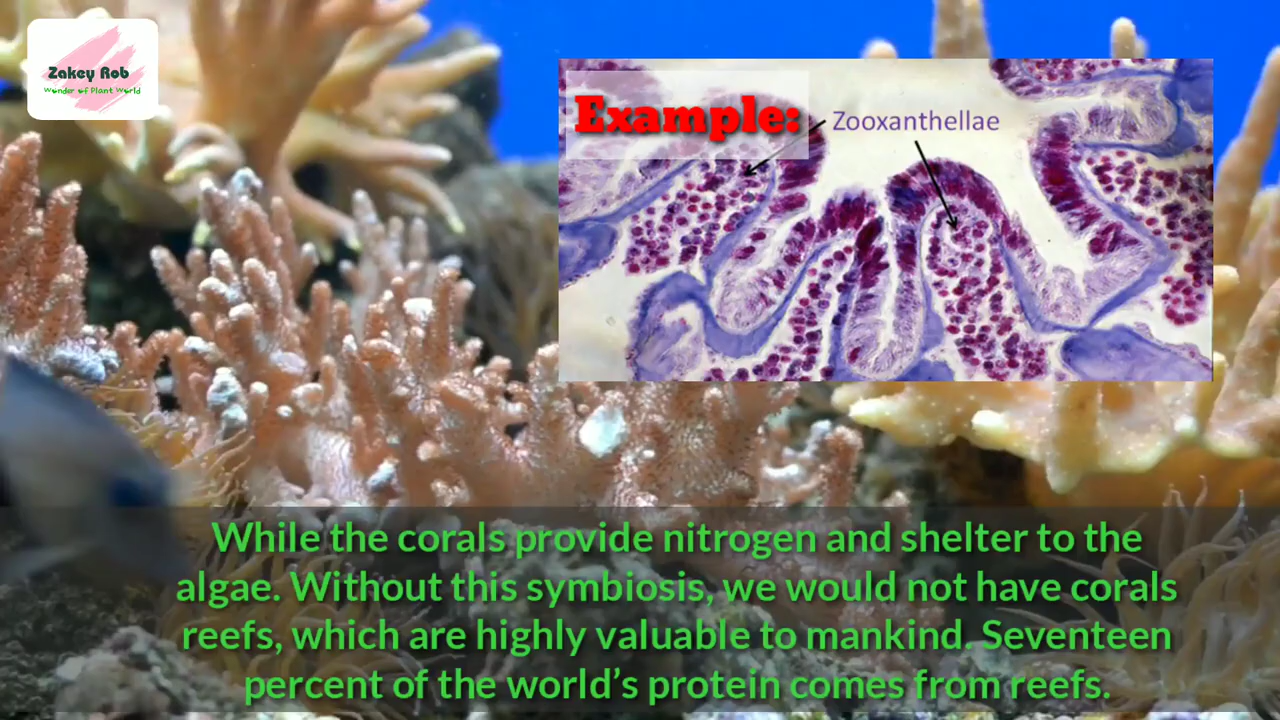 Zakey Rob
Wonder of Plant World
Example:
Zooxanthellae
While the corals provide nitrogen and shelter to the
algae. Without this symbiosis, we would not have corals
reefs, which are highly valuable to mankind. Seventeen
percent of the world’s protein comes from reefs.